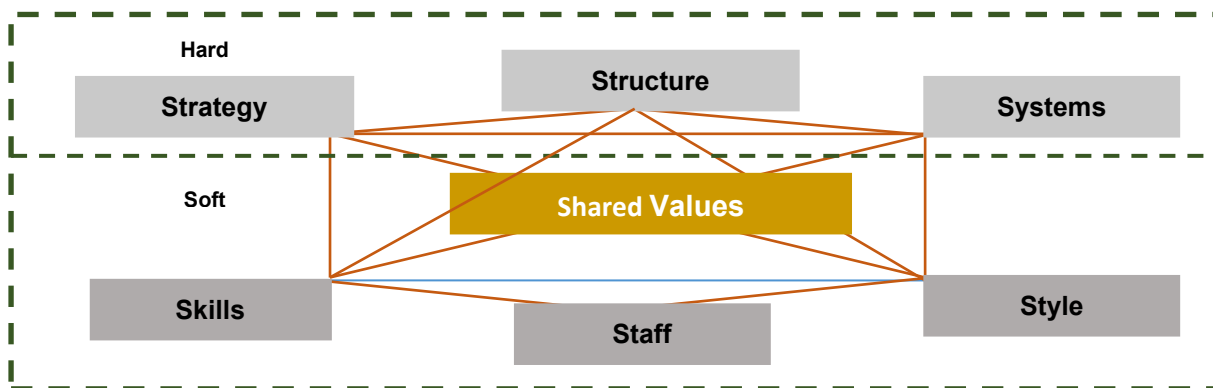 Hard
Structure
Strategy
Systems
Soft
Shared Values
Skills
Style
Staff